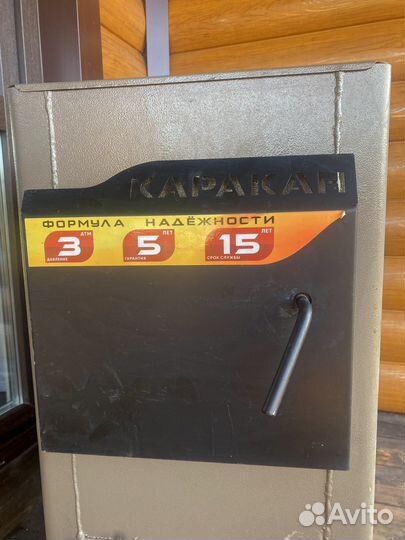 КАРАКАН
ФОРМУЛА НАДЁЖНОСТИ
3 АТМ ДАВЛЕНИЕ
5 ЛЕТ ГАРАНТИЯ
15 ЛЕТ СРОК СЛУЖБЫ
Avito